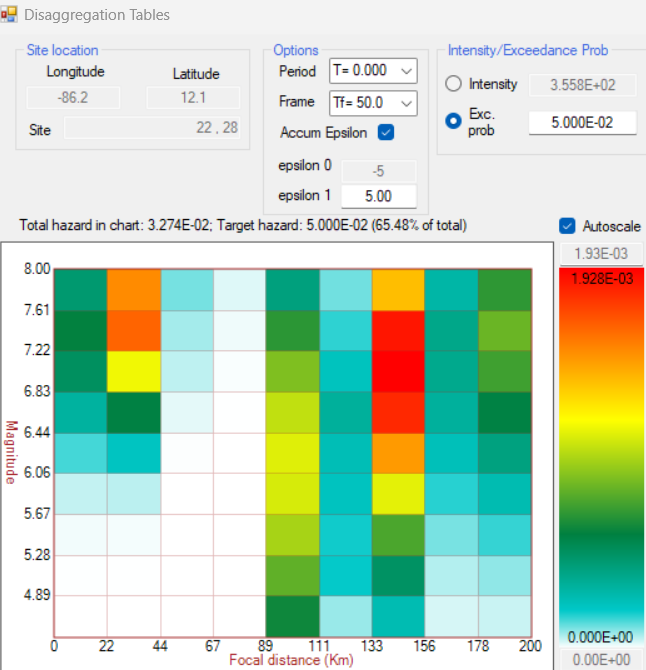 Disaggregation Tables
Site location
Longitude
Latitude
-86.2
12.1
Site
22 , 28
Options
Period
T= 0.000
Frame
Tf= 50.0
Accum Epsilon
epsilon 0
-5
epsilon 1
5.00
Intensity/Exceedance Prob
Intensity
3.558E+02
Exc.
prob
5.000E-02
Total hazard in chart: 3.274E-02; Target hazard: 5.000E-02 (65.48% of total)
Autoscale
1.93E-03
1.928E-03
8.00
7.61
7.22
6.83
6.44
6.06
5.67
5.28
4.89
Magnitude
0 22 44 67 89 111 133 156 178 200
Focal distance (Km)
0.000E+00
0.00E+00